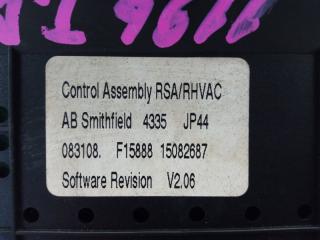 Control Assembly RSA/RHVAC
AB Smithfield 4335 JP44
083108. F15888 15082687
Software Revision V2.06